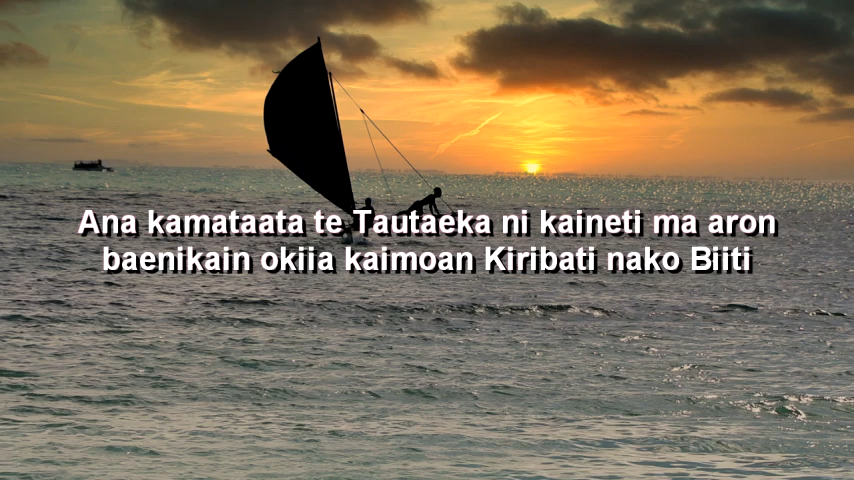 Ana kamataata te Tautaeka ni kaineti ma aron
baenikain okiia kaimoan Kiribati nako Biiti